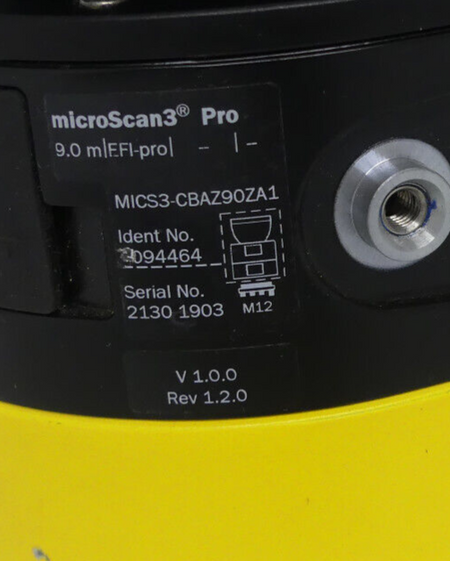 microScan3® Pro
9.0 m|EFI-pro| – | –
MICS3-CBAZ90ZA1
Ident No.
094464
Serial No.
2130 1903
M12
V 1.0.0
Rev 1.2.0